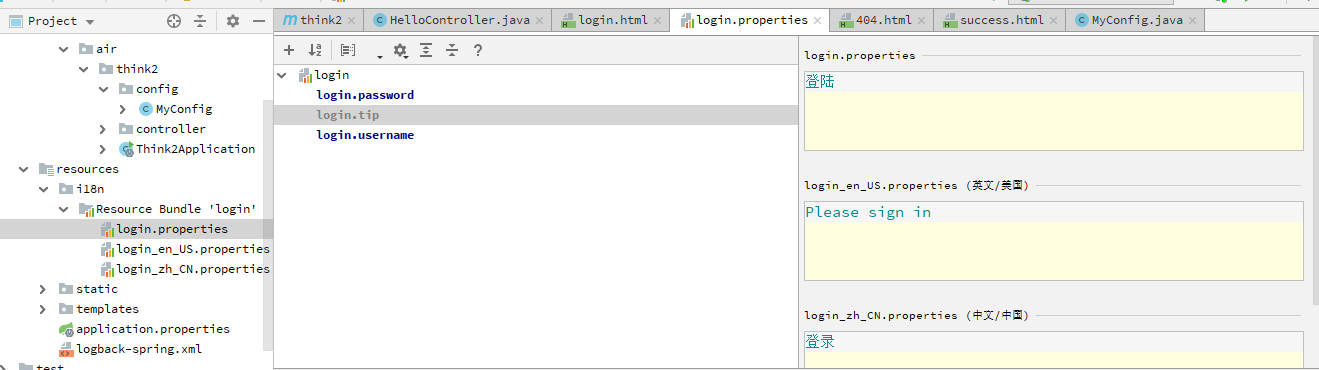 Project
air
think2
config
MyConfig
controller
Think2Application
resources
i18n
Resource Bundle 'login'
login.properties
login_en_US.properties
login_zh_CN.properties
static
templates
application.properties
logback-spring.xml
test
think2 HelloController.java login.html login.properties 404.html success.html MyConfig.java
login
login.password
login.tip
login.username
login.properties
登陆
login_en_US.properties (英文/美国)
Please sign in
login_zh_CN.properties (中文/中国)
登录